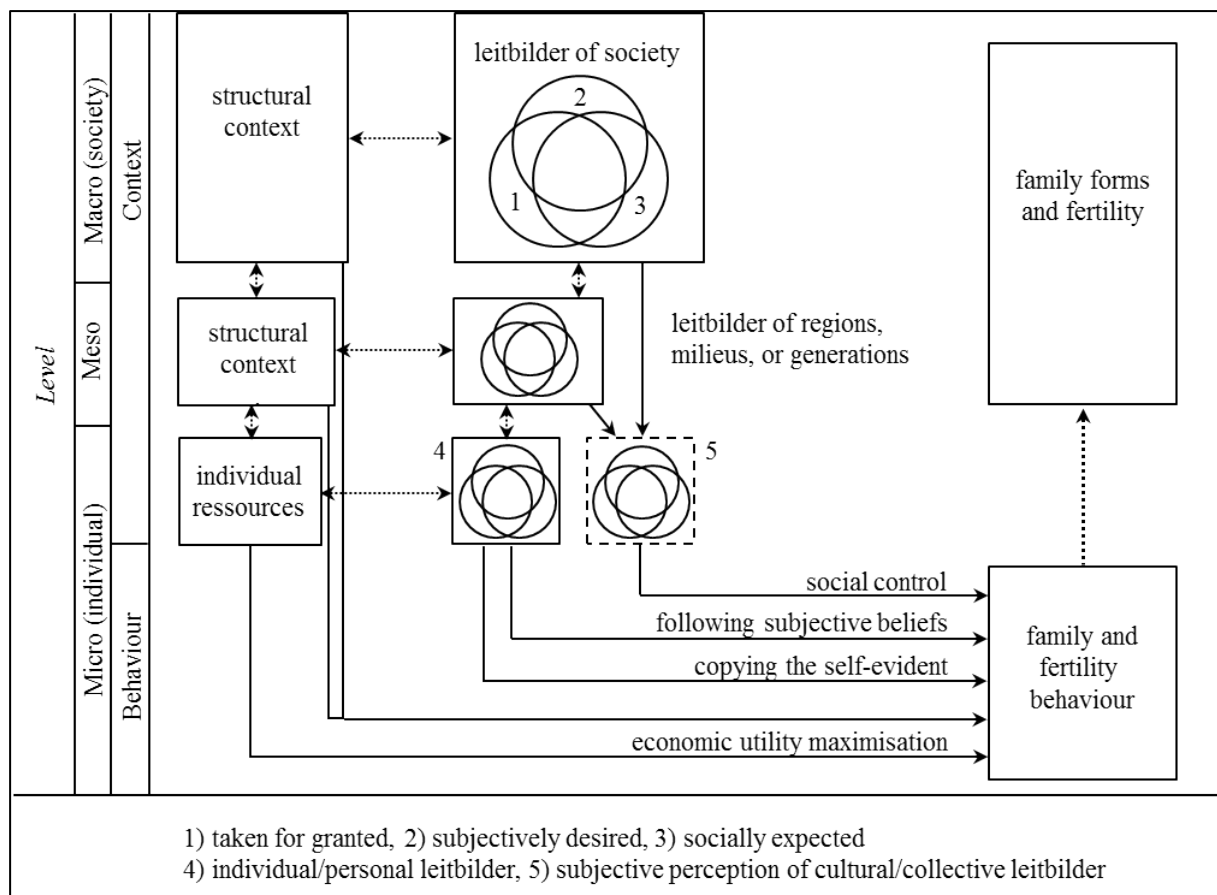 Level
Macro (society)
Meso
Micro (individual)
Context
Behaviour
structural
context
leitbilder of society
2
1
3
family forms
and fertility
structural
context
leitbilder of regions,
milieus, or generations
individual
ressources
4
5
social control
following subjective beliefs
copying the self-evident
economic utility maximisation
family and
fertility
behaviour
1) taken for granted, 2) subjectively desired, 3) socially expected
4) individual/personal leitbilder, 5) subjective perception of cultural/collective leitbilder